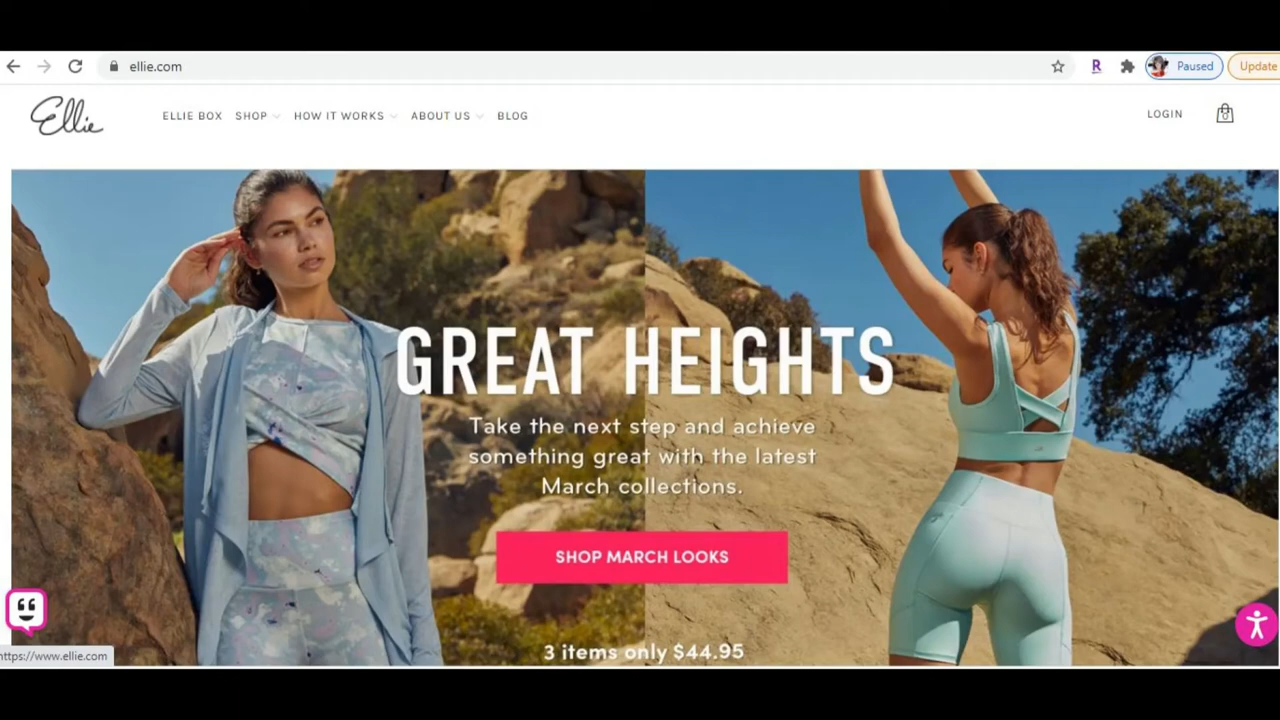 ellie.com
R
Paused
Update
Ellie
ELLIE BOX SHOP HOW IT WORKS ABOUT US BLOG
LOGIN
0
GREAT HEIGHTS
Take the next step and achieve
something great with the latest
March collections.
SHOP MARCH LOOKS
3 items only $44.95
https://www.ellie.com